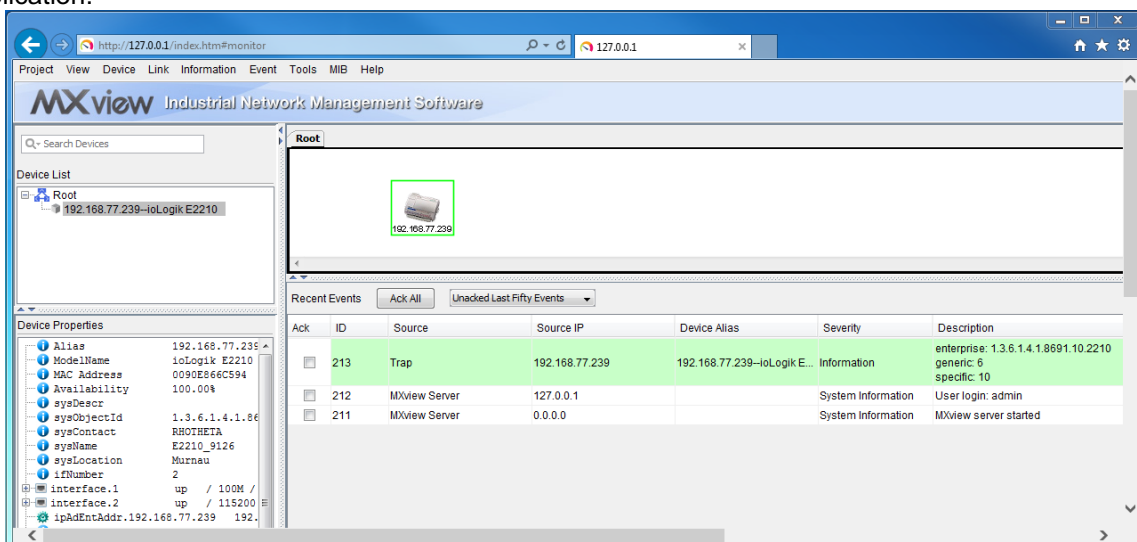 lication.
http://127.0.0.1/index.htm#monitor
127.0.0.1
Project View Device Link Information Event Tools MIB Help
MXview Industrial Network Management Software
Search Devices
Root
Device List
Root
192.168.77.239--ioLogik E2210
192.168.77.239
Recent Events Ack All Unacked Last Fifty Events
Ack ID Source Source IP Device Alias Severity Description
213 Trap 192.168.77.239 192.168.77.239--ioLogik E... Information enterprise: 1.3.6.1.4.1.8691.10.2210
generic: 6
specific: 10
212 MXview Server 127.0.0.1 System Information User login: admin
211 MXview Server 0.0.0.0 System Information MXview server started
Device Properties
Alias 192.168.77.239
ModelName ioLogik E2210
MAC Address 0090E866C594
Availability 100.00%
sysDescr
sysObjectId 1.3.6.1.4.1.86
sysContact RHOTHETA
sysName E2210_9126
sysLocation Murnau
ifNumber 2
interface.1 up / 100M /
interface.2 up / 115200
ipAdEntAddr.192.168.77.239 192.